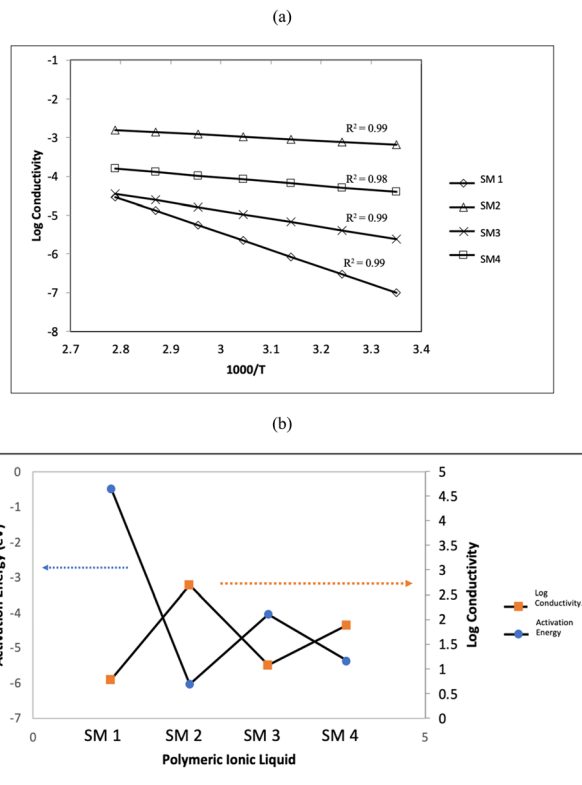 (a)
-1
-2
-3
-4
-5
-6
-7
-8
Log Conductivity
R² = 0.99
R² = 0.98
R² = 0.99
R² = 0.99
SM 1
SM2
SM3
SM4
2.7 2.8 2.9 3 3.1 3.2 3.3 3.4
1000/T
(b)
0
-1
-2
-3
-4
-5
-6
-7
Energy
5
4.5
4
3.5
3
2.5
2
1.5
1
0.5
0
Log Conductivity
Log
Conductivity
Activation
Energy
0 SM 1 SM 2 SM 3 SM 4 5
Polymeric Ionic Liquid